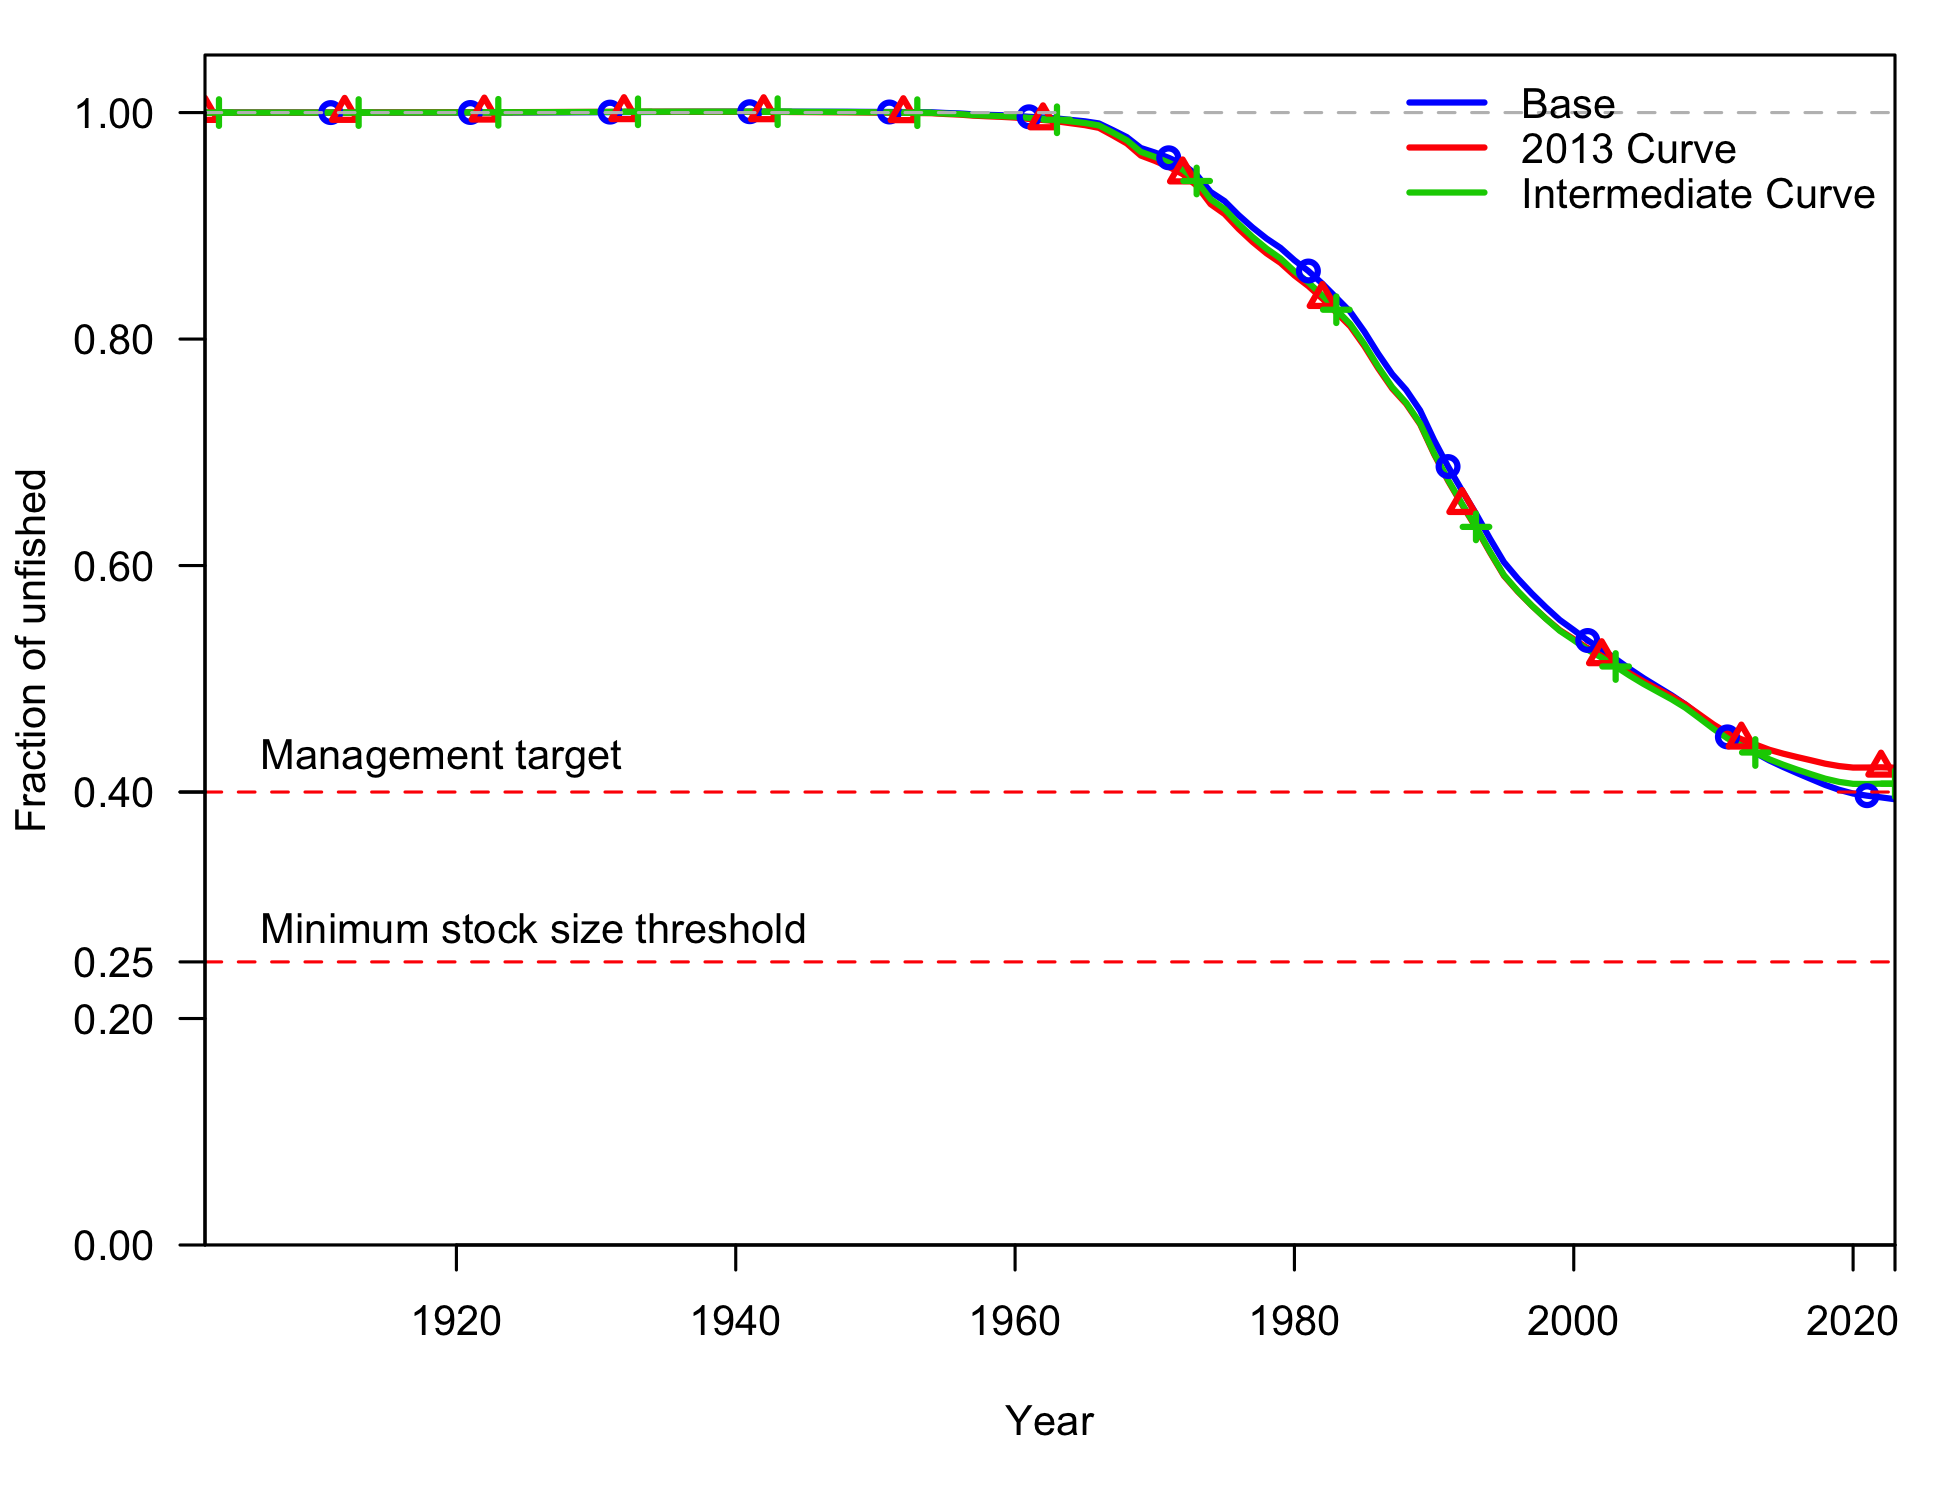 1.00
0.80
0.60
0.40
0.25
0.20
0.00
Fraction of unfished
Base
2013 Curve
Intermediate Curve
Management target
Minimum stock size threshold
1920
1940
1960
1980
2000
2020
Year